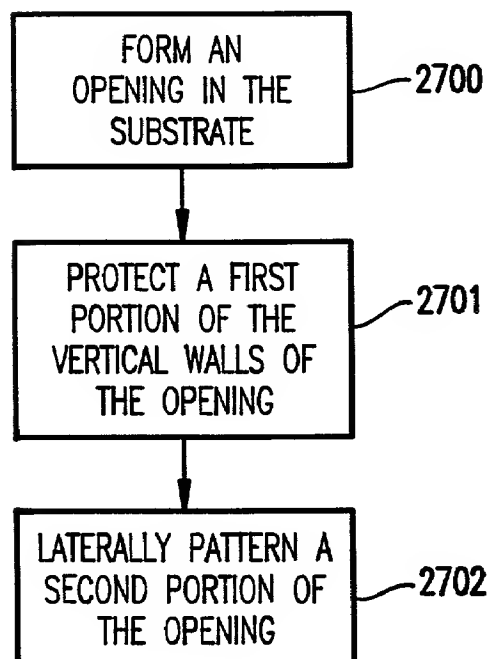 FORM AN
OPENING IN THE
SUBSTRATE
2700
PROTECT A FIRST
PORTION OF THE
VERTICAL WALLS OF
THE OPENING
2701
LATERALLY PATTERN A
SECOND PORTION OF
THE OPENING
2702